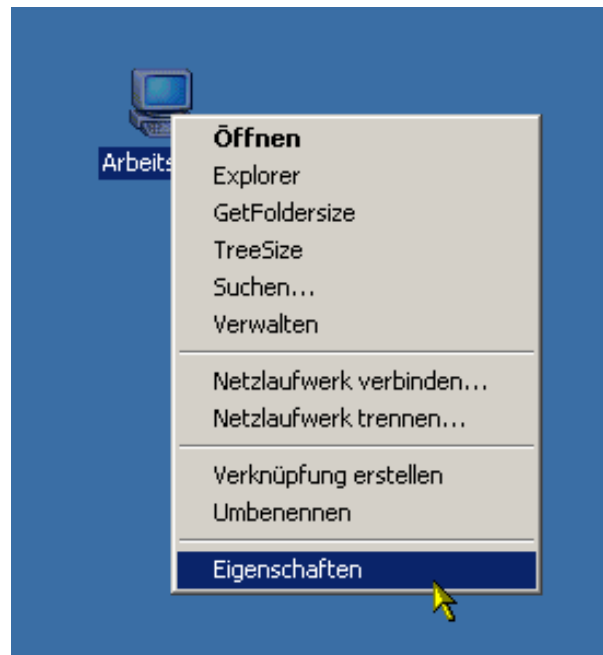 Arbeits
Öffnen
Explorer
GetFoldersize
TreeSize
Suchen...
Verwalten
Netzlaufwerk verbinden...
Netzlaufwerk trennen...
Verknüpfung erstellen
Umbenennen
Eigenschaften